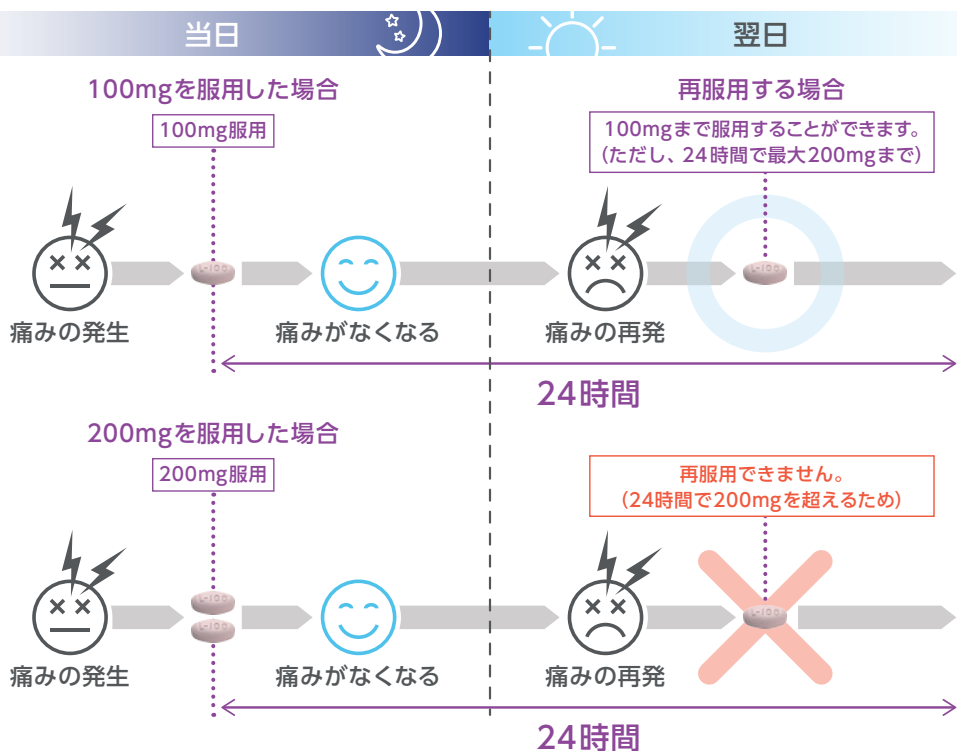 当日
翌日
100mgを服用した場合
再服用する場合
100mg服用
100mgまで服用することができます。
（ただし、24時間で最大200mgまで）
L-100
L-100
痛みの発生
痛みがなくなる
痛みの再発
24時間
200mgを服用した場合
200mg服用
再服用できません。
（24時間で200mgを超えるため）
L-100
L-100
L-100
痛みの発生
痛みがなくなる
痛みの再発
24時間